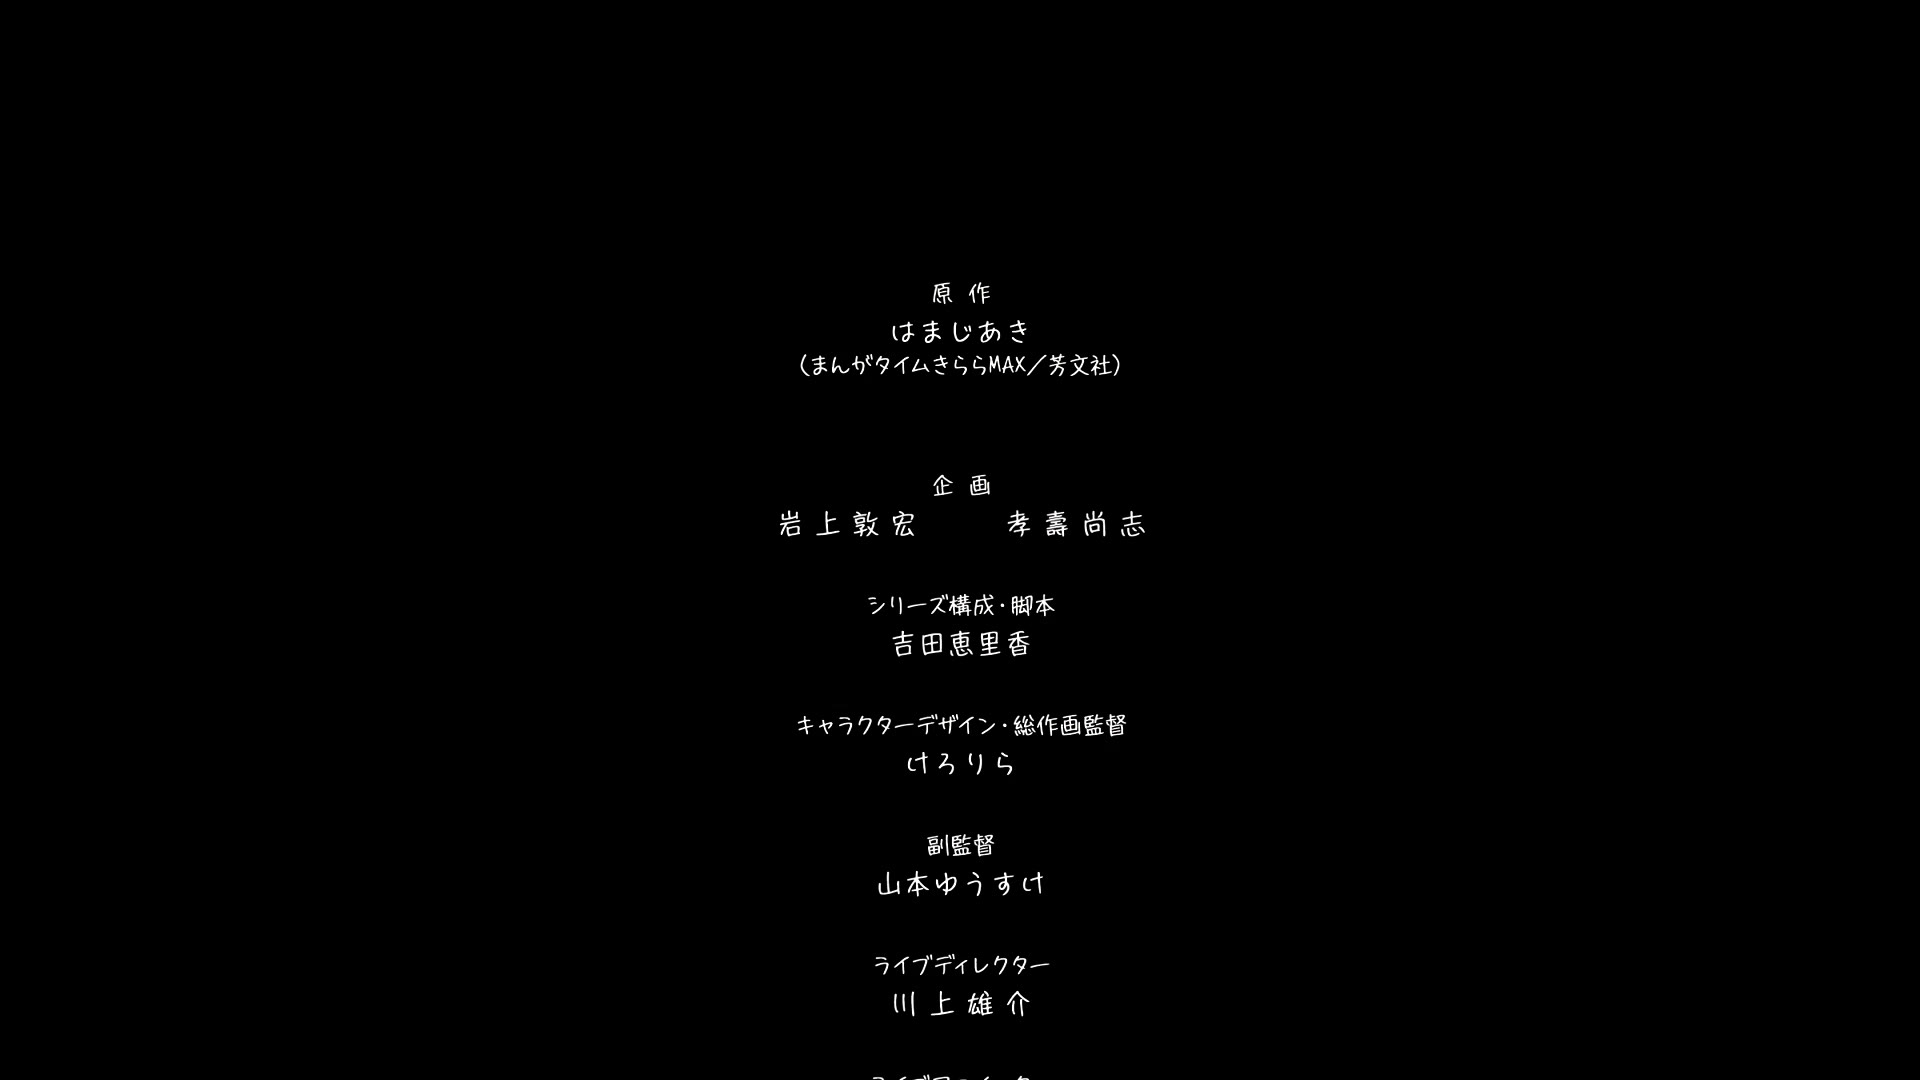 原作
はまじあき
(まんがタイムきららMAX／芳文社)
企画
岩上敦宏　孝壽尚志
シリーズ構成・脚本
吉田恵里香
キャラクターデザイン・総作画監督
けろりら
副監督
山本ゆうすけ
ライブディレクター
川上雄介